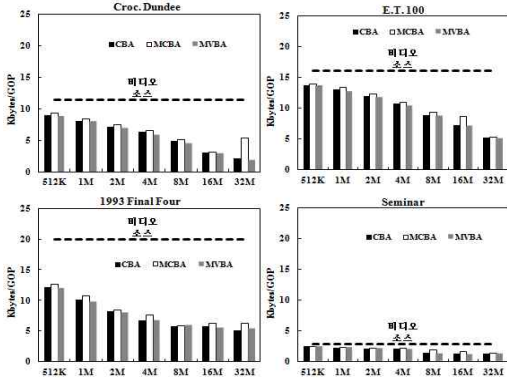 Croc. Dundee
Kbytes/GOP
25
20
15
10
5
0
CBA MCBA MVBA
비디오
소스
512K 1M 2M 4M 8M 16M 32M
E.T. 100
Kbytes/GOP
25
20
15
10
5
0
CBA MCBA MVBA
비디오
소스
512K 1M 2M 4M 8M 16M 32M
1993 Final Four
Kbytes/GOP
25
20
15
10
5
0
비디오
소스
CBA MCBA MVBA
512K 1M 2M 4M 8M 16M 32M
Seminar
Kbytes/GOP
25
20
15
10
5
0
CBA MCBA MVBA
비디오
소스
512K 1M 2M 4M 8M 16M 32M